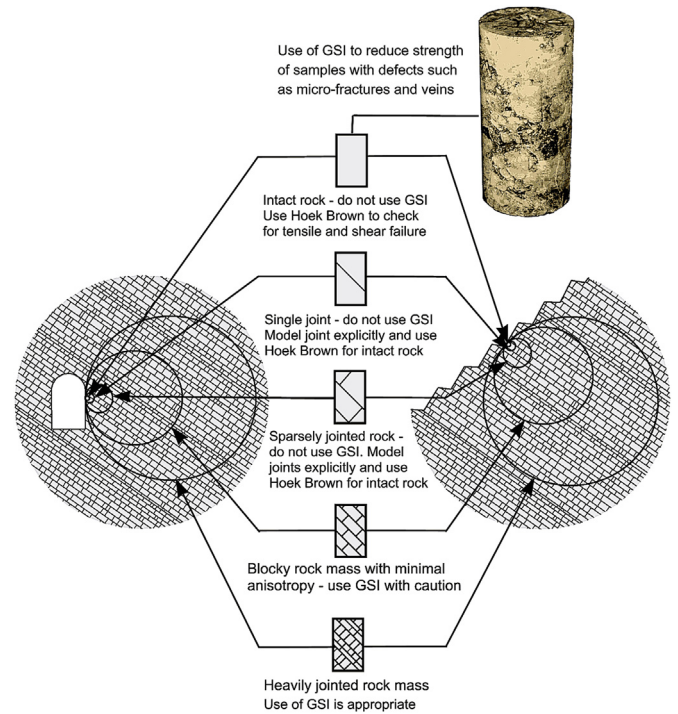 Use of GSI to reduce strength
of samples with defects such
as micro-fractures and veins
Intact rock - do not use GSI
Use Hoek Brown to check
for tensile and shear failure
Single joint - do not use GSI
Model joint explicitly and use
Hoek Brown for intact rock
Sparsely jointed rock -
do not use GSI. Model
joints explicitly and use
Hoek Brown for intact rock
Blocky rock mass with minimal
anisotropy - use GSI with caution
Heavily jointed rock mass
Use of GSI is appropriate